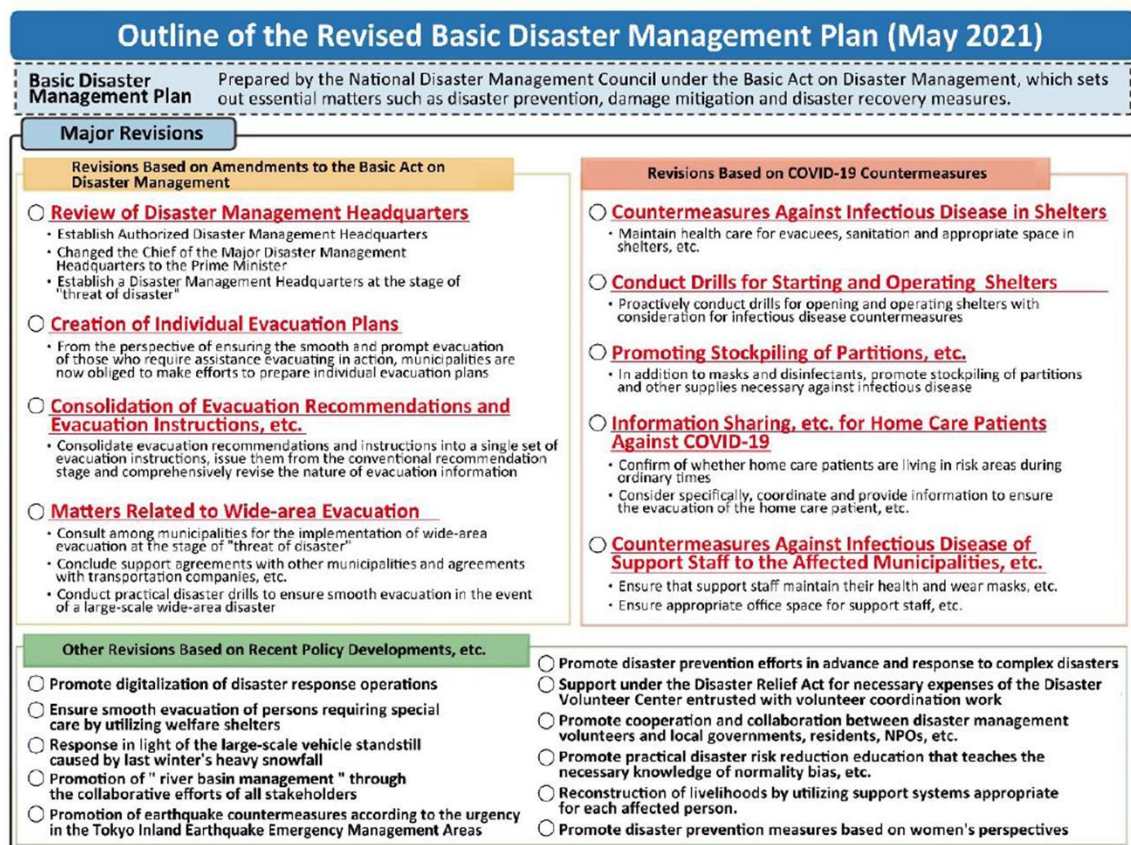 Outline of the Revised Basic Disaster Management Plan (May 2021)
Basic Disaster
Management Plan
Prepared by the National Disaster Management Council under the Basic Act on Disaster Management, which sets
out essential matters such as disaster prevention, damage mitigation and disaster recovery measures.
Major Revisions
Revisions Based on Amendments to the Basic Act on
Disaster Management
○ Review of Disaster Management Headquarters
・Establish Authorized Disaster Management Headquarters
・Changed the Chief of the Major Disaster Management
Headquarters to the Prime Minister
・Establish a Disaster Management Headquarters at the stage of
"threat of disaster"
○ Creation of Individual Evacuation Plans
・From the perspective of ensuring the smooth and prompt evacuation
of those who require assistance evacuating in action, municipalities are
now obliged to make efforts to prepare individual evacuation plans
○ Consolidation of Evacuation Recommendations and
Evacuation Instructions, etc.
・Consolidate evacuation recommendations and instructions into a single set of
evacuation instructions, issue them from the conventional recommendation
stage and comprehensively revise the nature of evacuation information
○ Matters Related to Wide-area Evacuation
・Consult among municipalities for the implementation of wide-area
evacuation at the stage of "threat of disaster"
・Conclude support agreements with other municipalities and agreements
with transportation companies, etc.
・Conduct practical disaster drills to ensure smooth evacuation in the event
of a large-scale wide-area disaster
Revisions Based on COVID-19 Countermeasures
○ Countermeasures Against Infectious Disease in Shelters
・Maintain health care for evacuees, sanitation and appropriate space in
shelters, etc.
○ Conduct Drills for Starting and Operating Shelters
・Proactively conduct drills for opening and operating shelters with
consideration for infectious disease countermeasures
○ Promoting Stockpiling of Partitions, etc.
・In addition to masks and disinfectants, promote stockpiling of partitions
and other supplies necessary against infectious disease
○ Information Sharing, etc. for Home Care Patients
Against COVID-19
・Confirm of whether home care patients are living in risk areas during
ordinary times
・Consider specifically, coordinate and provide information to ensure
the evacuation of the home care patient, etc.
○ Countermeasures Against Infectious Disease of
Support Staff to the Affected Municipalities, etc.
・Ensure that support staff maintain their health and wear masks, etc.
・Ensure appropriate office space for support staff, etc.
Other Revisions Based on Recent Policy Developments, etc.
○ Promote digitalization of disaster response operations
○ Ensure smooth evacuation of persons requiring special
care by utilizing welfare shelters
○ Response in light of the large-scale vehicle standstill
caused by last winter's heavy snowfall
○ Promotion of " river basin management " through
the collaborative efforts of all stakeholders
○ Promotion of earthquake countermeasures according to the urgency
in the Tokyo Inland Earthquake Emergency Management Areas
○ Promote disaster prevention efforts in advance and response to complex disasters
○ Support under the Disaster Relief Act for necessary expenses of the Disaster
Volunteer Center entrusted with volunteer coordination work
○ Promote cooperation and collaboration between disaster management
volunteers and local governments, residents, NPOs, etc.
○ Promote practical disaster risk reduction education that teaches the
necessary knowledge of normality bias, etc.
○ Reconstruction of livelihoods by utilizing support systems appropriate
for each affected person.
○ Promote disaster prevention measures based on women's perspectives